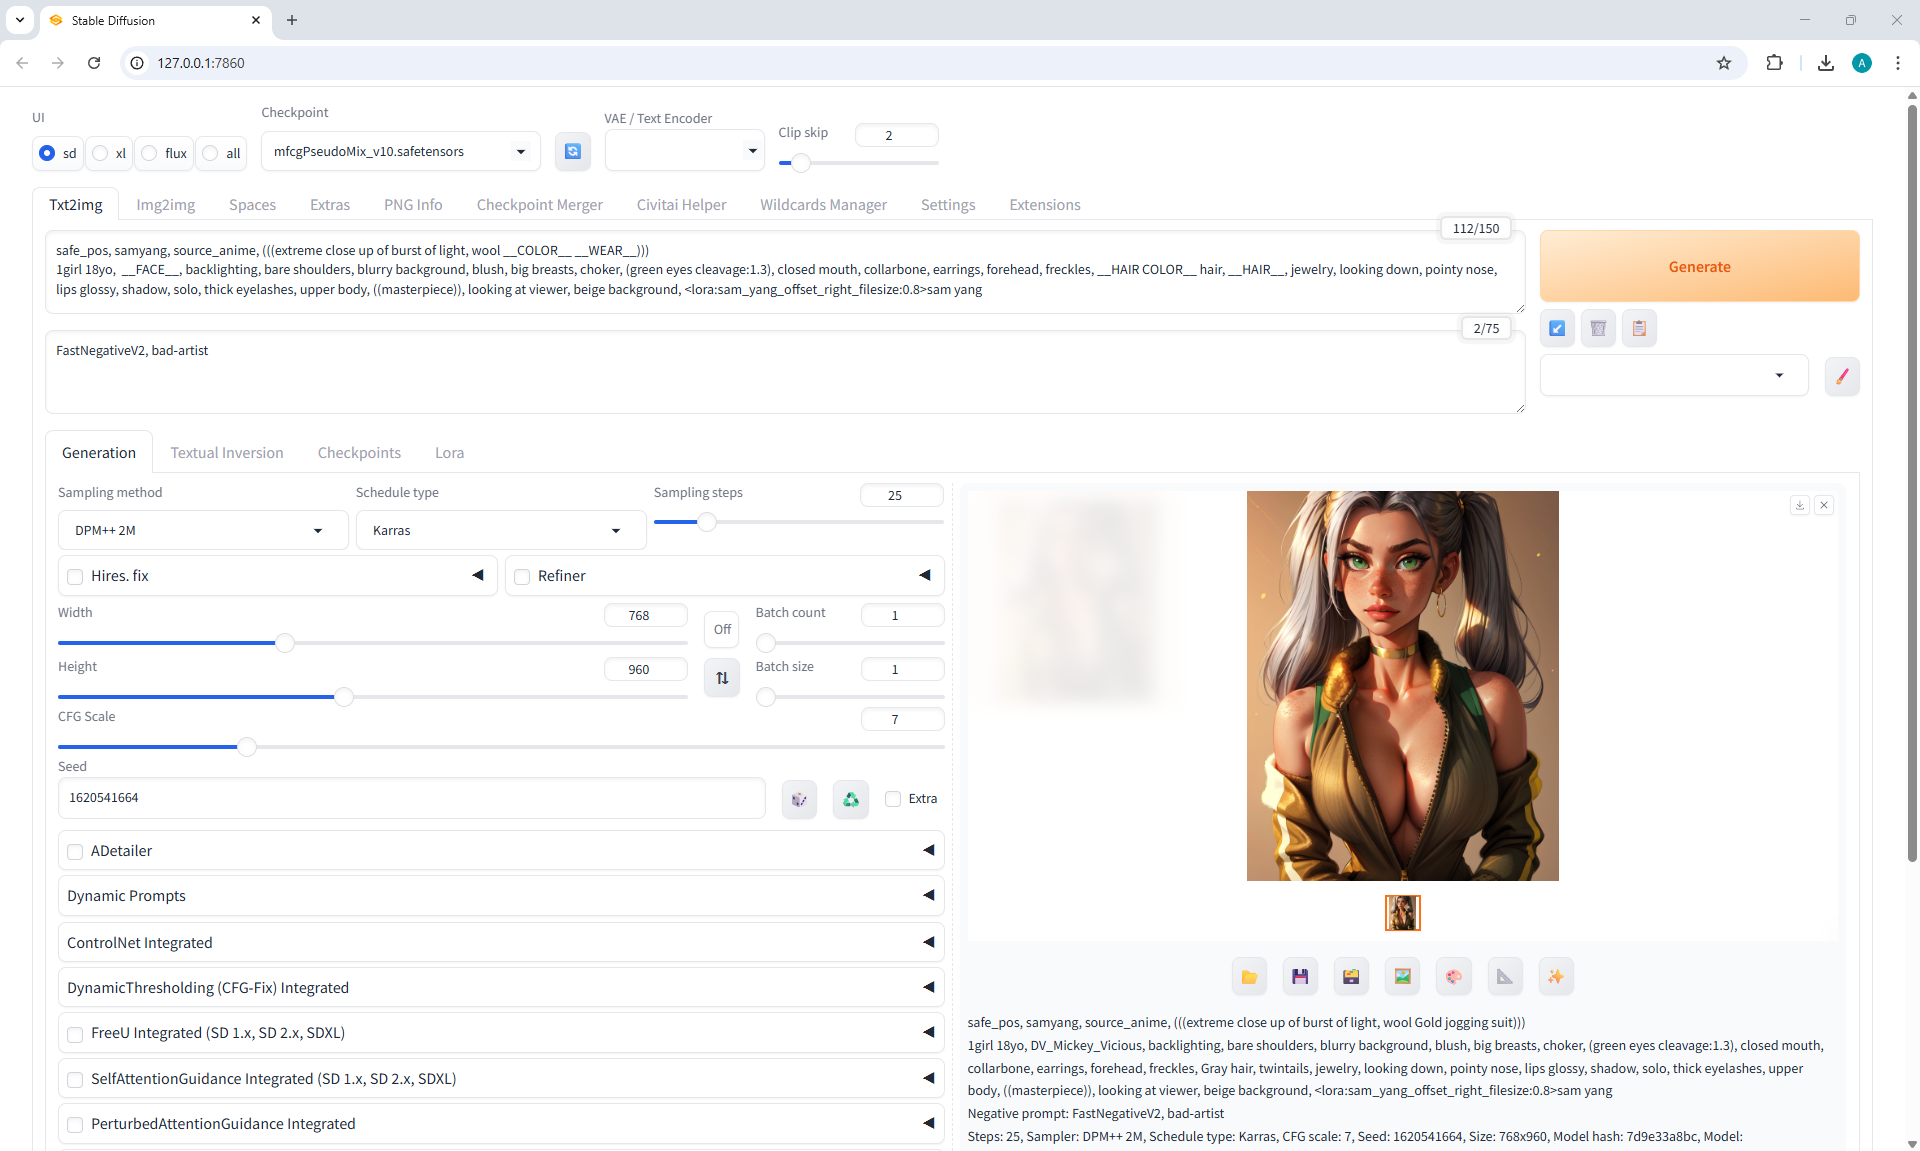 Stable Diffusion
127.0.0.1:7860
UI
sd
xl
flux
all
Checkpoint
mfcgPseudoMix_v10.safetensors
VAE / Text Encoder
Clip skip
2
Txt2img
Img2img
Spaces
Extras
PNG Info
Checkpoint Merger
Civitai Helper
Wildcards Manager
Settings
Extensions
112/150
safe_pos, samyang, source_anime, (((extreme close up of burst of light, wool __COLOR__ __WEAR__)))
1girl 18yo,  __FACE__, backlighting, bare shoulders, blurry background, blush, big breasts, choker, (green eyes cleavage:1.3), closed mouth, collarbone, earrings, forehead, freckles, __HAIR COLOR__ hair, __HAIR__, jewelry, looking down, pointy nose,
lips glossy, shadow, solo, thick eyelashes, upper body, ((masterpiece)), looking at viewer, beige background, <lora:sam_yang_offset_right_filesize:0.8>sam yang
Generate
2/75
FastNegativeV2, bad-artist
Generation
Textual Inversion
Checkpoints
Lora
Sampling method
DPM++ 2M
Schedule type
Karras
Sampling steps
25
Hires. fix
Refiner
Width
768
Off
Batch count
1
Height
960
Batch size
1
CFG Scale
7
Seed
1620541664
Extra
ADetailer
Dynamic Prompts
ControlNet Integrated
DynamicThresholding (CFG-Fix) Integrated
FreeU Integrated (SD 1.x, SD 2.x, SDXL)
SelfAttentionGuidance Integrated (SD 1.x, SD 2.x, SDXL)
PerturbedAttentionGuidance Integrated
A
safe_pos, samyang, source_anime, (((extreme close up of burst of light, wool Gold jogging suit)))
1girl 18yo, DV_Mickey_Vicious, backlighting, bare shoulders, blurry background, blush, big breasts, choker, (green eyes cleavage:1.3), closed mouth,
collarbone, earrings, forehead, freckles, Gray hair, twintails, jewelry, looking down, pointy nose, lips glossy, shadow, solo, thick eyelashes, upper
body, ((masterpiece)), looking at viewer, beige background, <lora:sam_yang_offset_right_filesize:0.8>sam yang
Negative prompt: FastNegativeV2, bad-artist
Steps: 25, Sampler: DPM++ 2M, Schedule type: Karras, CFG scale: 7, Seed: 1620541664, Size: 768x960, Model hash: 7d9e33a8bc, Model: